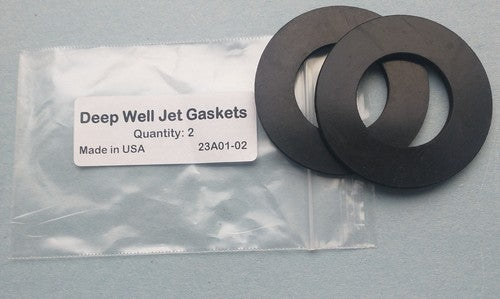 Deep Well Jet Gaskets
Quantity: 2
Made in USA 23A01-02